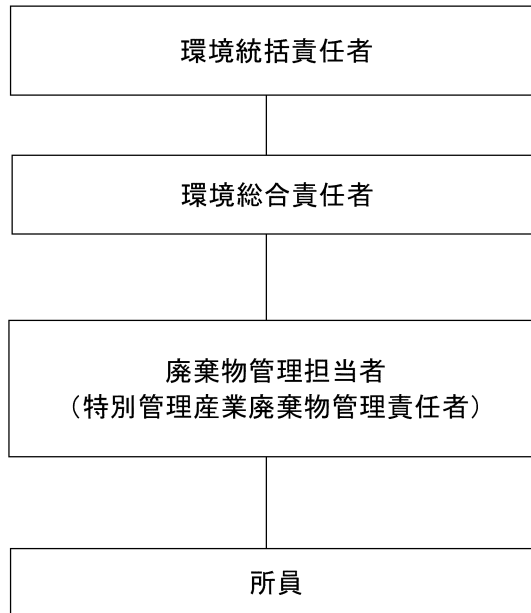 環境統括責任者
環境総合責任者
廃棄物管理担当者
（特別管理産業廃棄物管理責任者）
所員